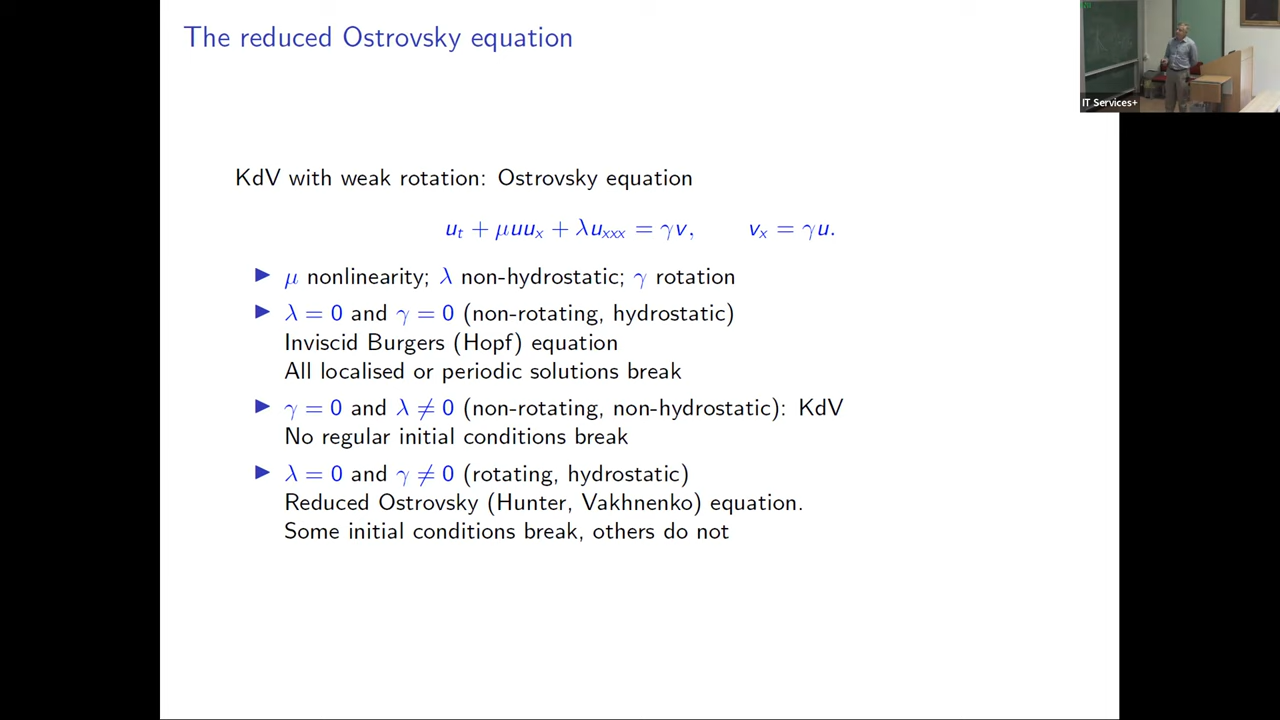 The reduced Ostrovsky equation
IT Services+
KdV with weak rotation: Ostrovsky equation
u_t + μuu_x + λu_xxx = γv, v_x = γu.
▶ μ nonlinearity; λ non-hydrostatic; γ rotation
▶ λ = 0 and γ = 0 (non-rotating, hydrostatic)
Inviscid Burgers (Hopf) equation
All localised or periodic solutions break
▶ γ = 0 and λ ≠ 0 (non-rotating, non-hydrostatic): KdV
No regular initial conditions break
▶ λ = 0 and γ ≠ 0 (rotating, hydrostatic)
Reduced Ostrovsky (Hunter, Vakhnenko) equation.
Some initial conditions break, others do not